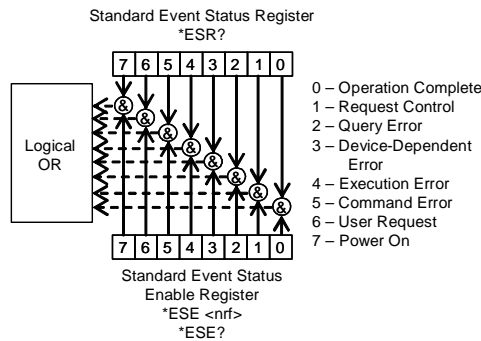 Standard Event Status Register
*ESR?
7 6 5 4 3 2 1 0
& & & & & & & &
Logical
OR
0 – Operation Complete
1 – Request Control
2 – Query Error
3 – Device-Dependent
Error
4 – Execution Error
5 – Command Error
6 – User Request
7 – Power On
7 6 5 4 3 2 1 0
Standard Event Status
Enable Register
*ESE <nrf>
*ESE?